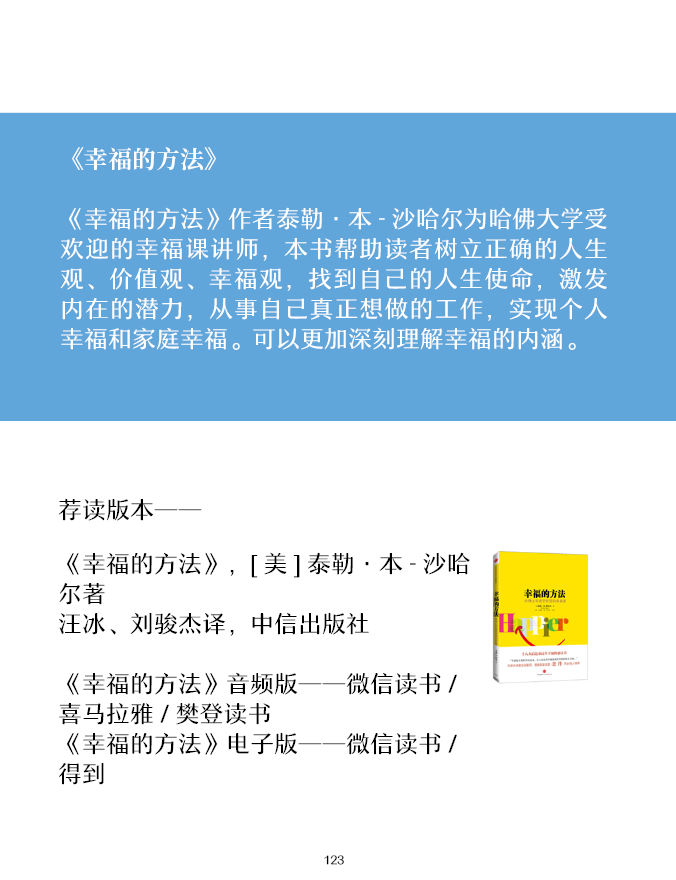 《幸福的方法》
《幸福的方法》作者泰勒·本-沙哈尔为哈佛大学受
欢迎的幸福课讲师，本书帮助读者树立正确的人生
观、价值观、幸福观，找到自己的人生使命，激发
内在的潜力，从事自己真正想做的工作，实现个人
幸福和家庭幸福。可以更加深刻理解幸福的内涵。
荐读版本——
《幸福的方法》，[美]泰勒·本-沙哈
尔著
汪冰、刘骏杰译，中信出版社
《幸福的方法》音频版——微信读书/
喜马拉雅/樊登读书
《幸福的方法》电子版——微信读书/
得到
幸福的方法
幸福的方法
Happier
123